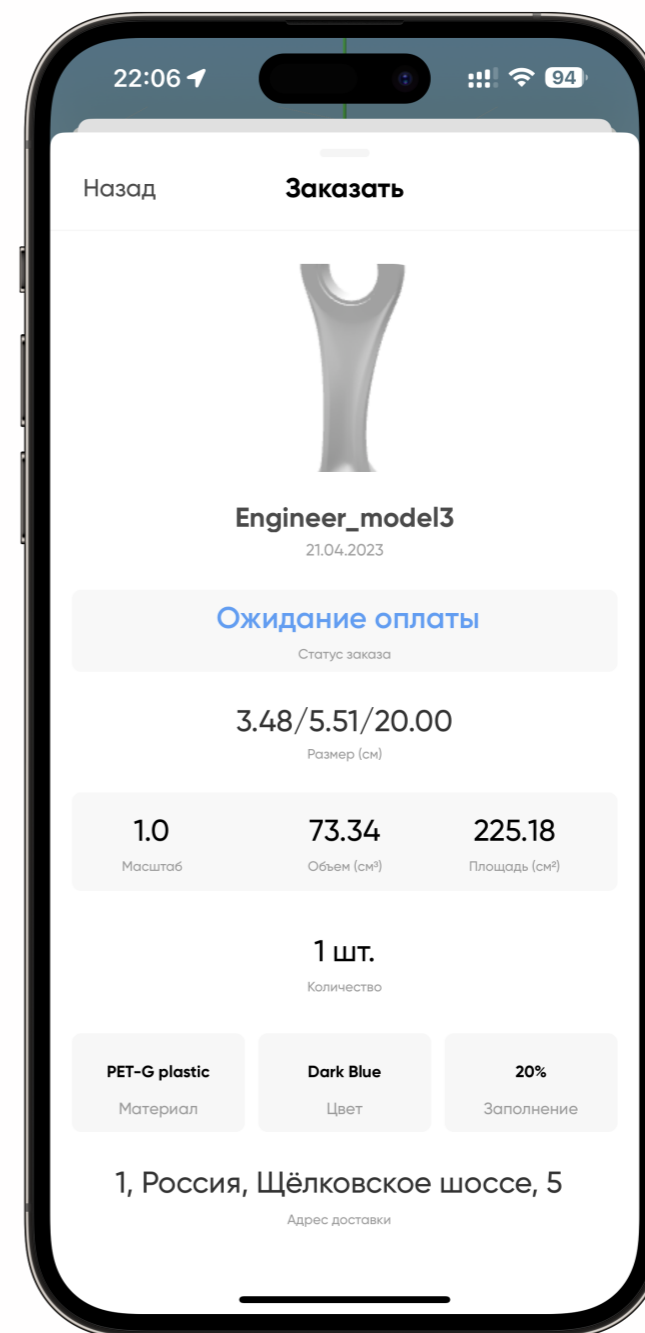 22:06
94
Назад
Заказать
Engineer_model3
21.04.2023
Ожидание оплаты
Статус заказа
3.48/5.51/20.00
Размер (см)
1.0 73.34 225.18
Масштаб Объем (см³) Площадь (см²)
1 шт.
Количество
PET-G plastic Dark Blue 20%
Материал Цвет Заполнение
1, Россия, Щёлковское шоссе, 5
Адрес доставки